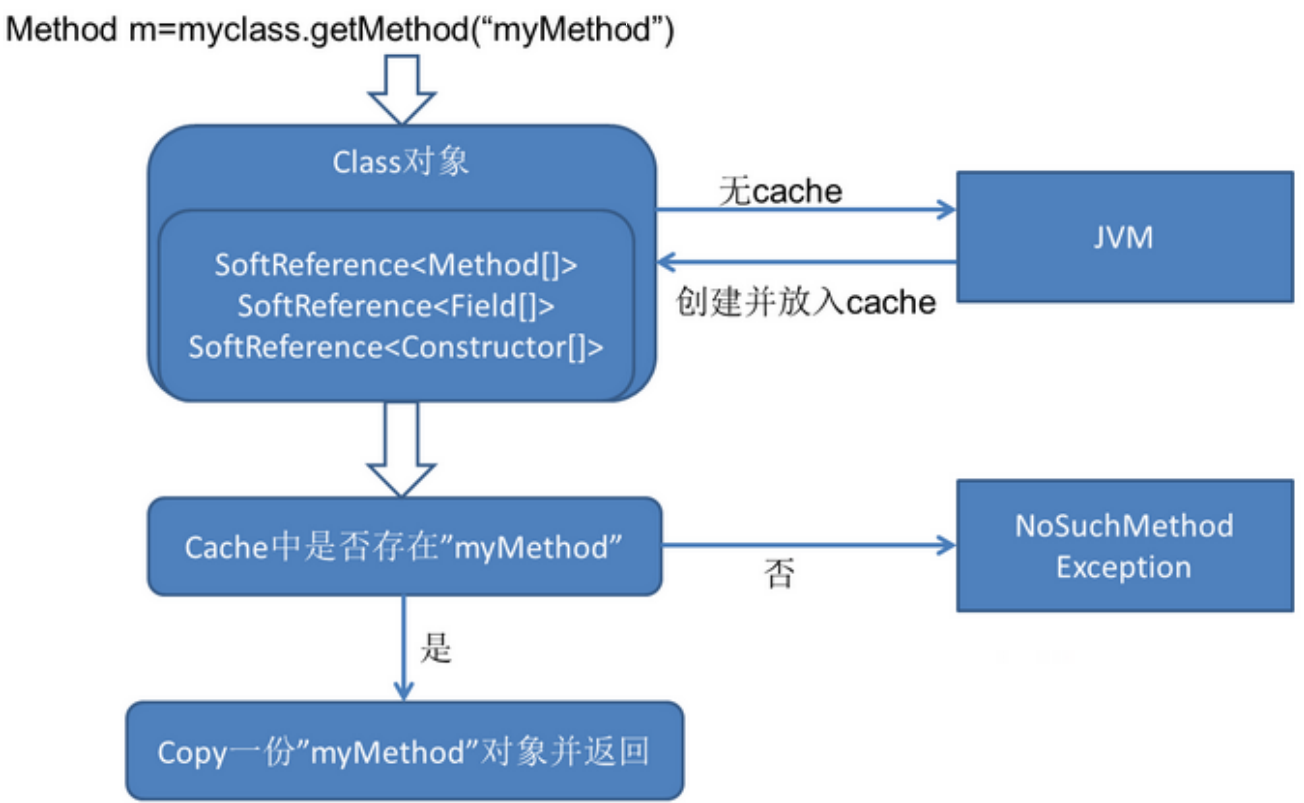 Method m=myclass.getMethod(“myMethod”)
Class对象
无cache
JVM
SoftReference<Method[]>
SoftReference<Field[]>
SoftReference<Constructor[]>
创建并放入cache
Cache中是否存在”myMethod”
否
NoSuchMethod
Exception
是
Copy一份”myMethod”对象并返回